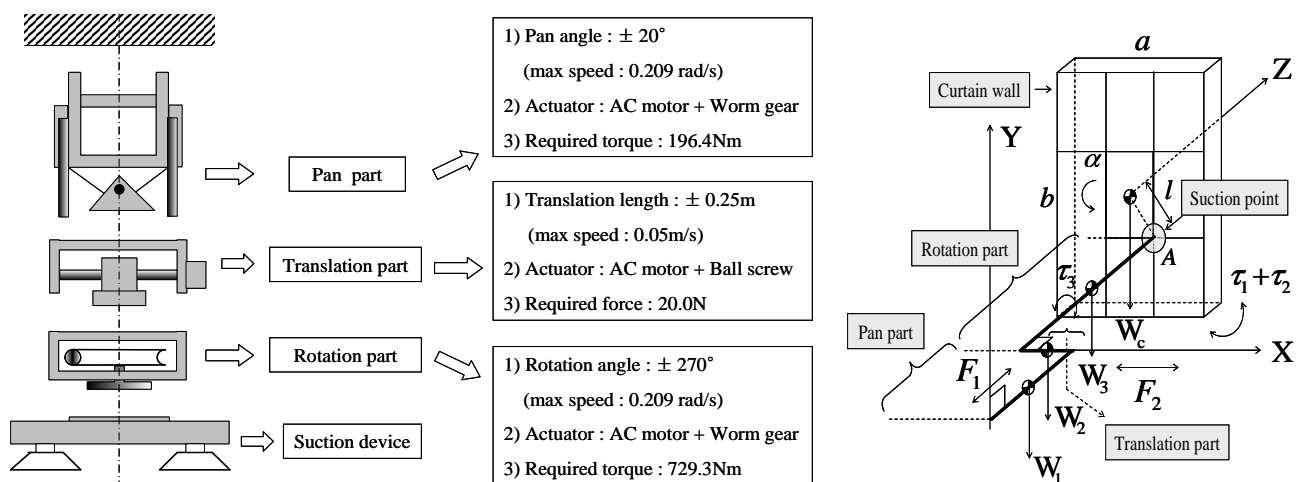 1) Pan angle : ± 20°
(max speed : 0.209 rad/s)
2) Actuator : AC motor + Worm gear
3) Required torque : 196.4Nm
Pan part
1) Translation length : ± 0.25m
(max speed : 0.05m/s)
2) Actuator : AC motor + Ball screw
3) Required force : 20.0N
Translation part
1) Rotation angle : ± 270°
(max speed : 0.209 rad/s)
2) Actuator : AC motor + Worm gear
3) Required torque : 729.3Nm
Rotation part
Suction device
a
Z
Curtain wall
Y
α
l
b
Suction point
Rotation part
A
τ₃
τ₁+τ₂
Pan part
W_c
X
F₁
W₃
F₂
W₂
Translation part
W₁